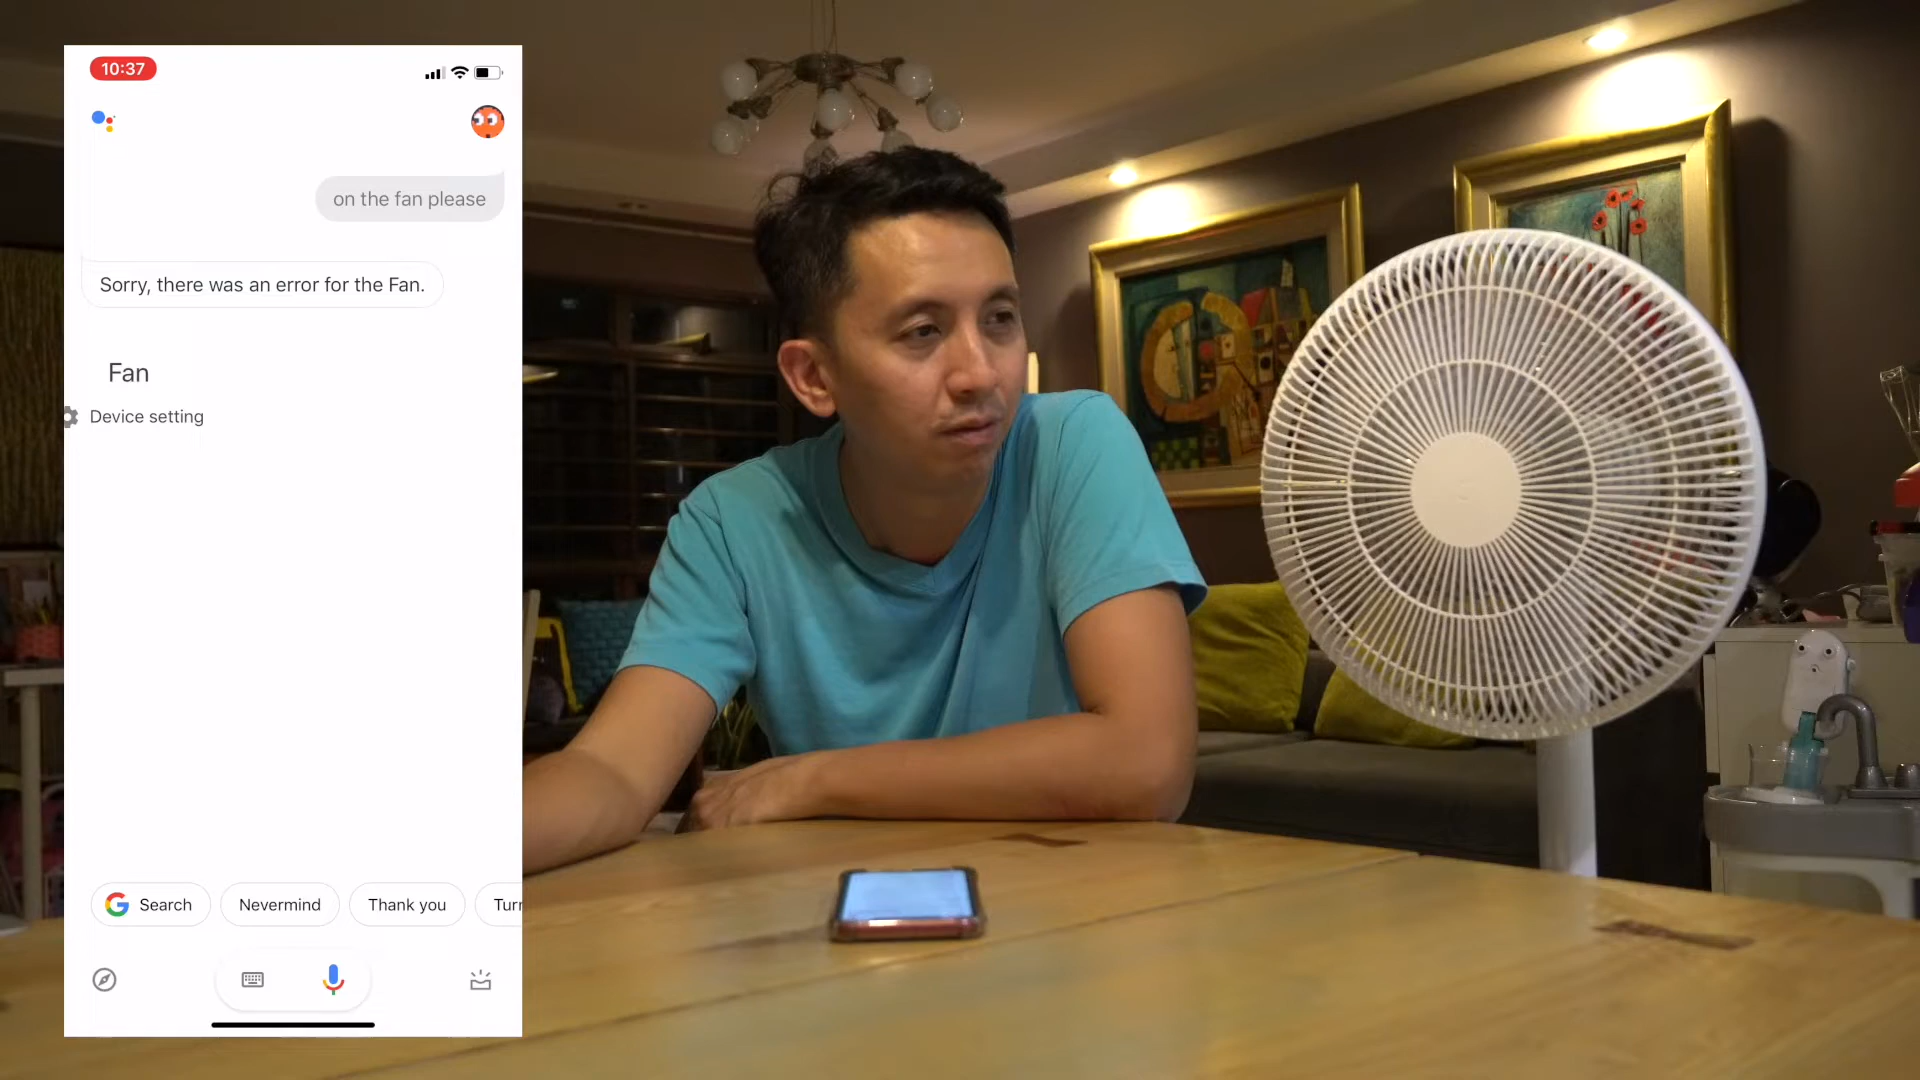 10:37
on the fan please
Sorry, there was an error for the Fan.
Fan
Device setting
Search
Nevermind
Thank you
Turn